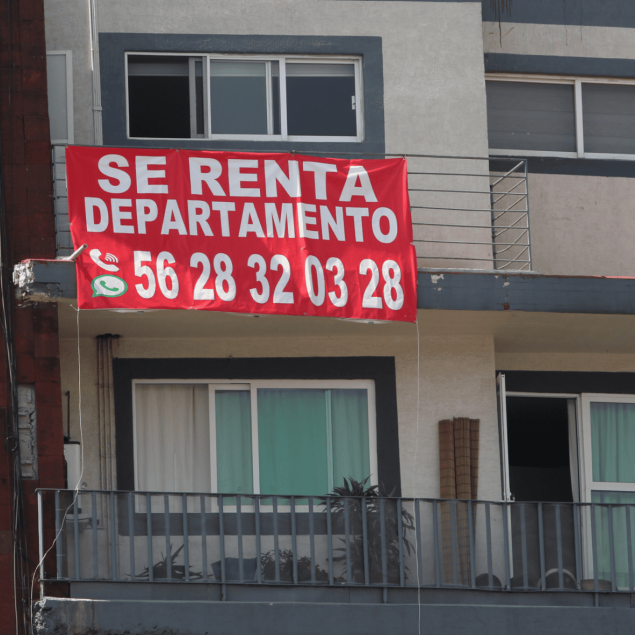 SE RENTA
DEPARTAMENTO
56 28 32 03 28